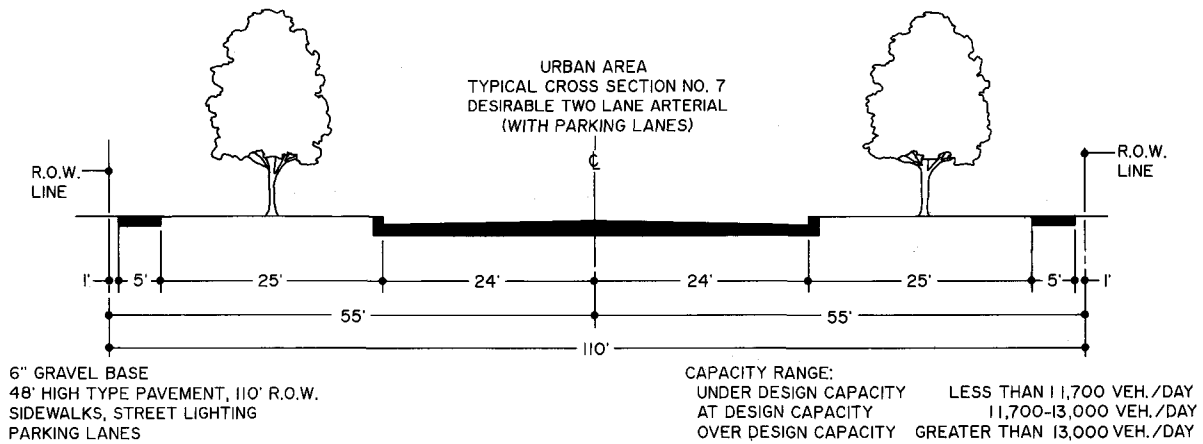 URBAN AREA
TYPICAL CROSS SECTION NO. 7
DESIRABLE TWO LANE ARTERIAL
(WITH PARKING LANES)
℄
R.O.W.
LINE
R.O.W.
LINE
1' 5' 25' 24' 24' 25' 5' 1'
55' 55'
110'
6" GRAVEL BASE
48' HIGH TYPE PAVEMENT, 110' R.O.W.
SIDEWALKS, STREET LIGHTING
PARKING LANES
CAPACITY RANGE:
UNDER DESIGN CAPACITY LESS THAN 11,700 VEH./DAY
AT DESIGN CAPACITY 11,700-13,000 VEH./DAY
OVER DESIGN CAPACITY GREATER THAN 13,000 VEH./DAY